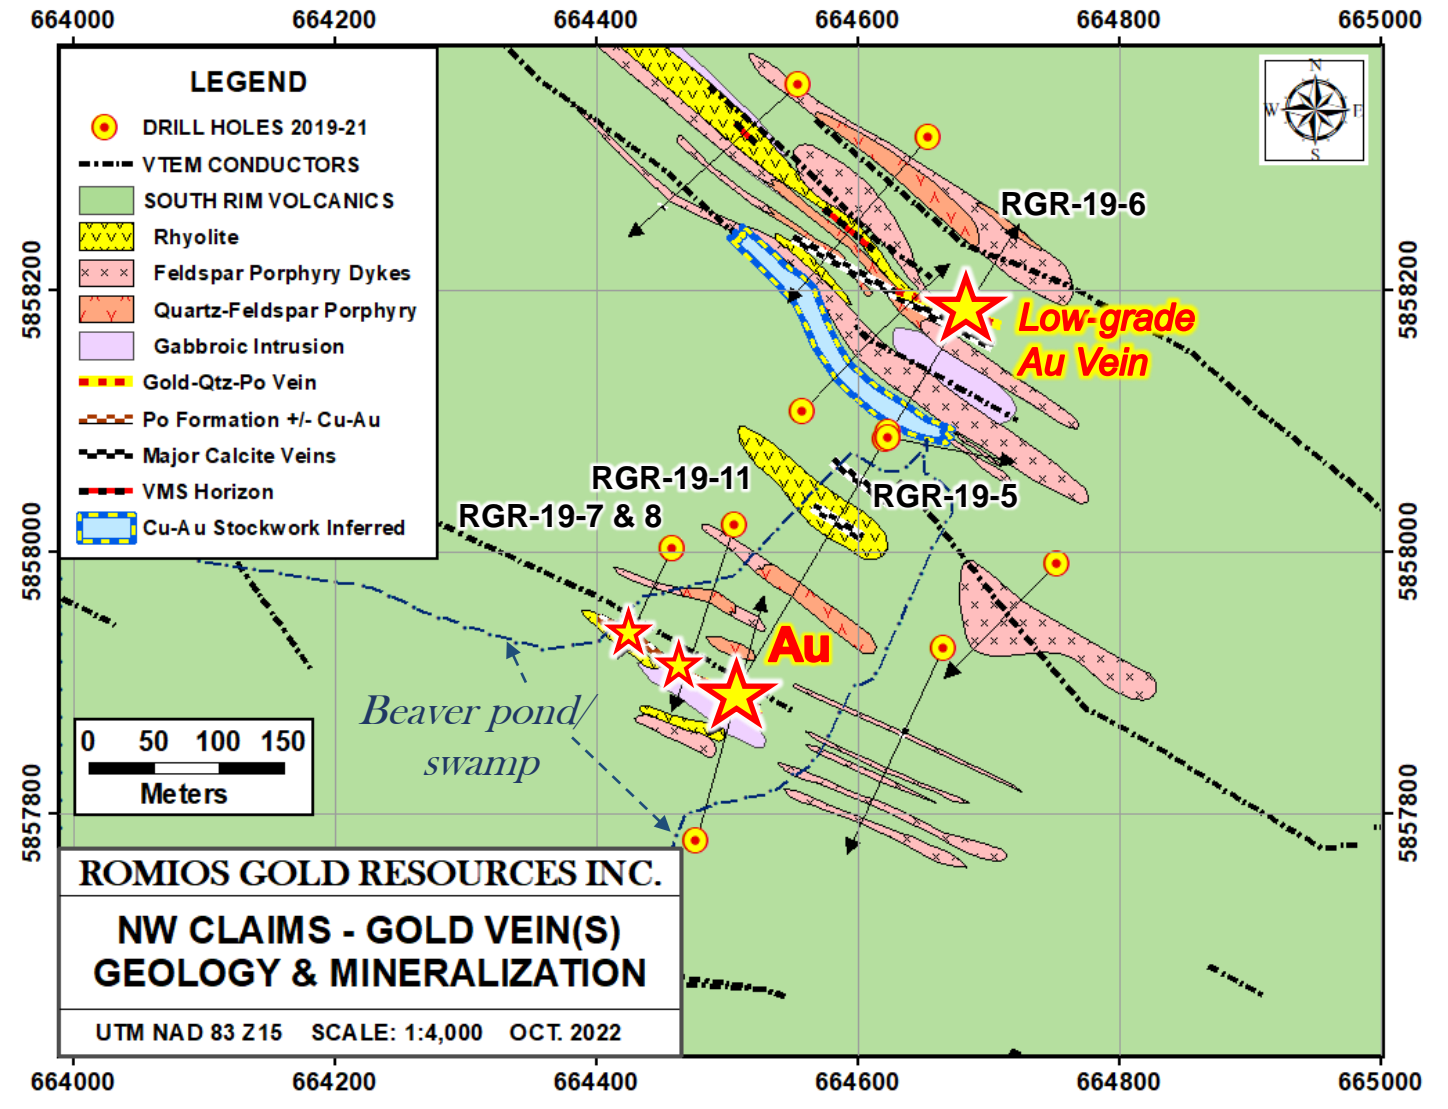 664000 664200 664400 664600 664800 665000
LEGEND
DRILL HOLES 2019-21
VTEM CONDUCTORS
SOUTH RIM VOLCANICS
Rhyolite
Feldspar Porphyry Dykes
Quartz-Feldspar Porphyry
Gabbroic Intrusion
Gold-Qtz-Po Vein
Po Formation +/- Cu-Au
Major Calcite Veins
VMS Horizon
Cu-Au Stockwork Inferred
N
W E
S
RGR-19-6
5858200
5858200
Low-grade
Au Vein
RGR-19-11
RGR-19-5
RGR-19-7 & 8
5858000
5858000
Au
Beaver pond/
swamp
0 50 100 150
Meters
5857800
5857800
ROMIOS GOLD RESOURCES INC.
NW CLAIMS - GOLD VEIN(S)
GEOLOGY & MINERALIZATION
UTM NAD 83 Z15 SCALE: 1:4,000 OCT. 2022
664000 664200 664400 664600 664800 665000